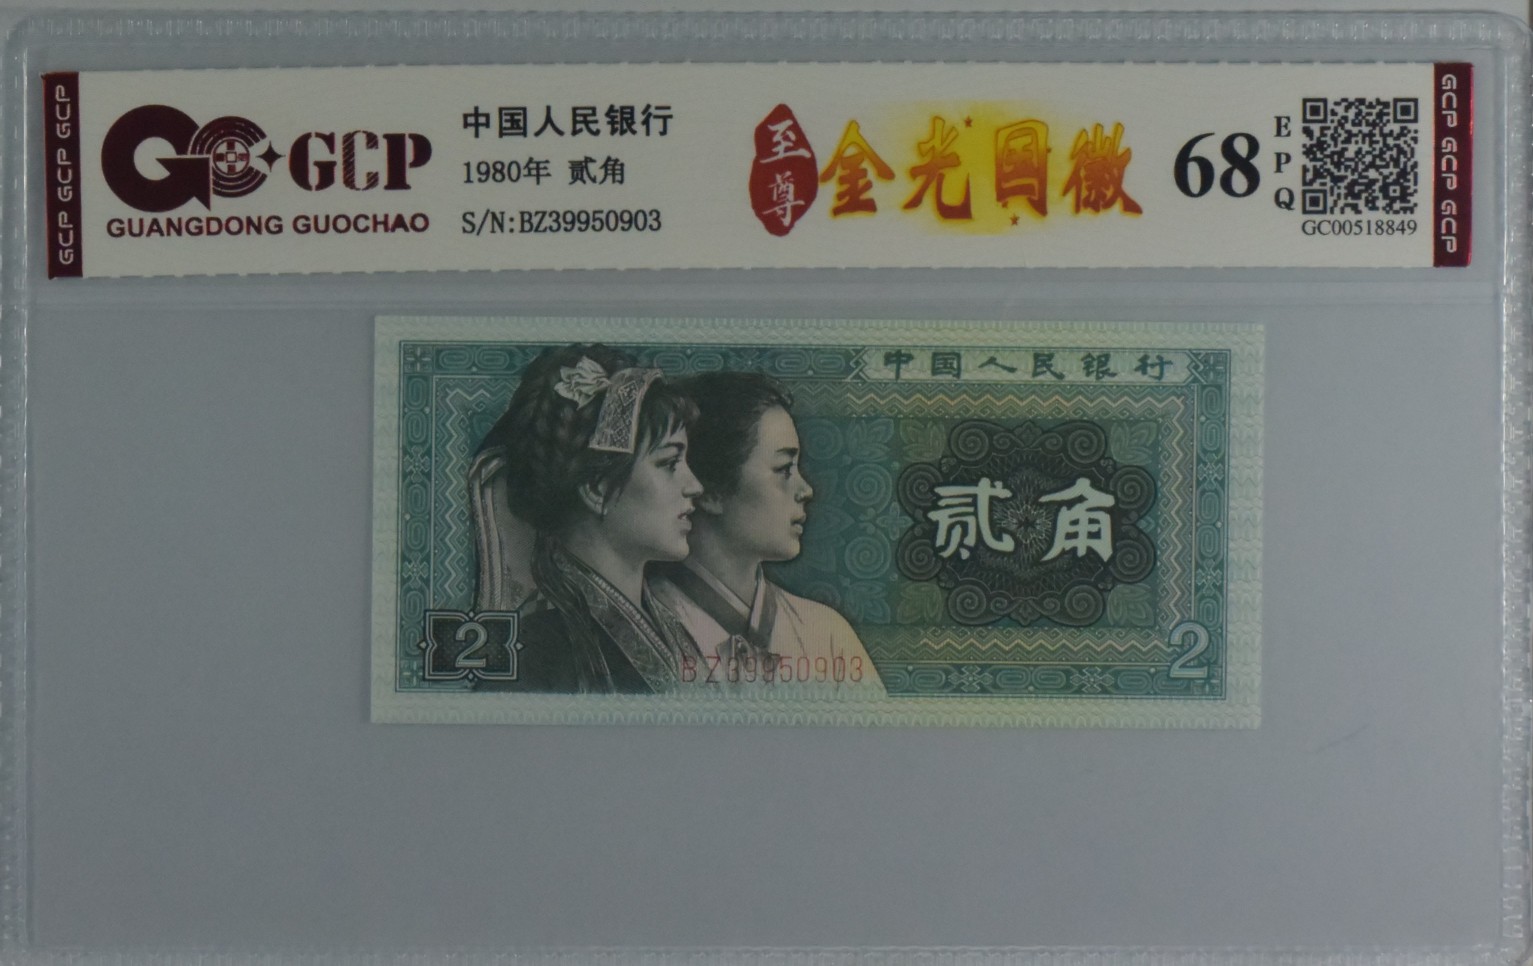 GCP GCP GCP
GCP
GUANGDONG GUOCHAO
中国人民银行
1980年 贰角
S/N:BZ39950903
至尊
金光国徽
68
EPQ
GC00518849
GCP GCP GCP
中国人民银行
贰角
2
2
BZ39950903